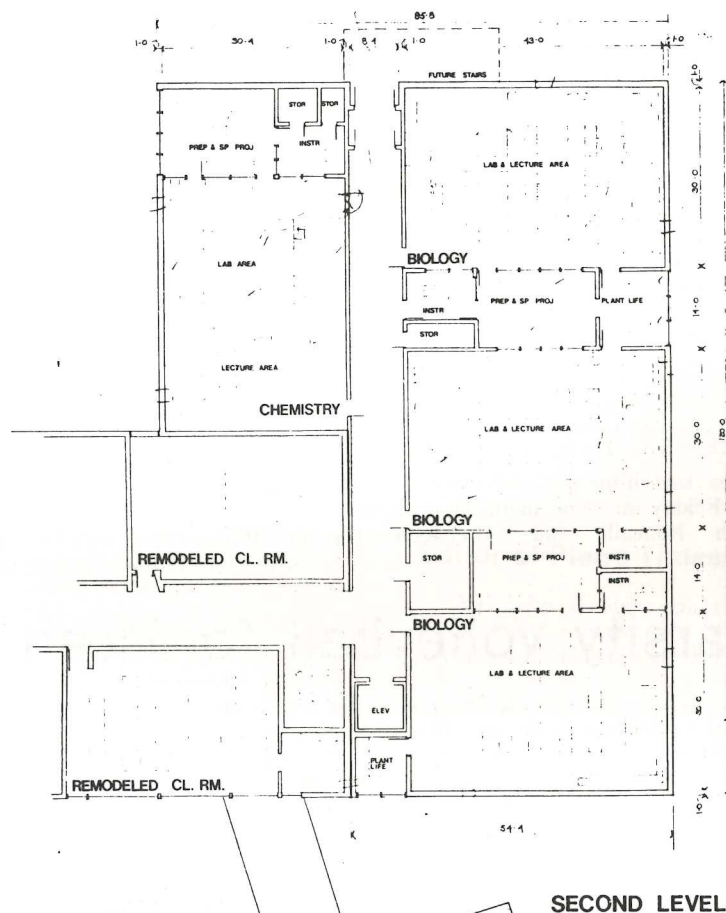 85.8
1-0 30-4 1-0 8-4 1-0 43-0 1-0
FUTURE STAIRS
1-0
STOR STOR
INSTR
PREP & SP PROJ
LAB & LECTURE AREA
30-0
LAB AREA
BIOLOGY
PREP & SP PROJ
PLANT LIFE
INSTR
STOR
14-0
LECTURE AREA
CHEMISTRY
LAB & LECTURE AREA
30-0
BIOLOGY
REMODELED CL. RM.
STOR
PREP & SP PROJ
INSTR
INSTR
14-0
BIOLOGY
LAB & LECTURE AREA
ELEV
PLANT
LIFE
REMODELED CL. RM.
1-0
54-4
SECOND LEVEL